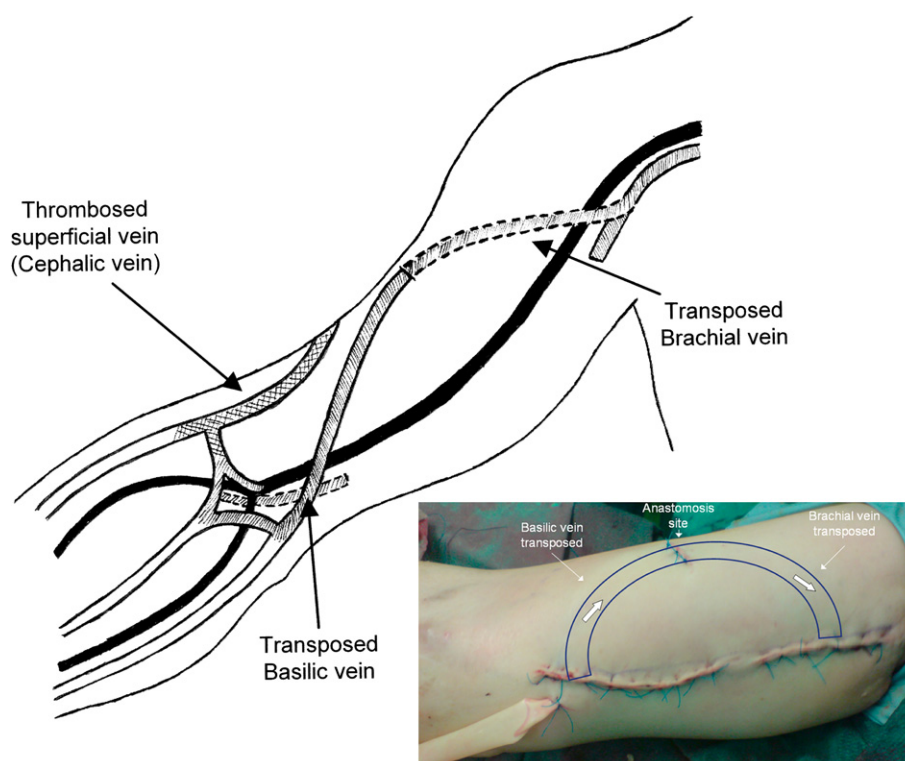 Thrombosed
superficial vein
(Cephalic vein)
Transposed
Brachial vein
Transposed
Basilic vein
Basilic vein
transposed
Anastomosis
site
Brachial vein
transposed